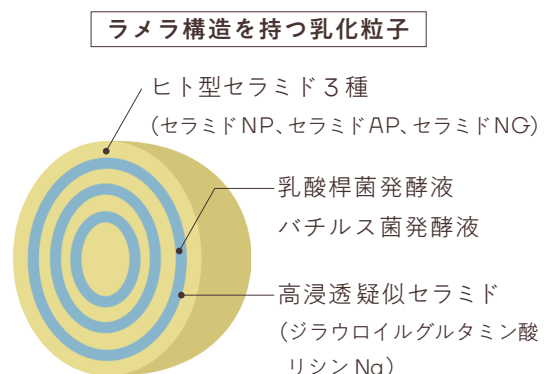 ラメラ構造を持つ乳化粒子
ヒト型セラミド３種
(セラミドNP、セラミドAP、セラミドNG)
乳酸桿菌発酵液
バチルス菌発酵液
高浸透疑似セラミド
(ジラウロイルグルタミン酸
リシンNa)